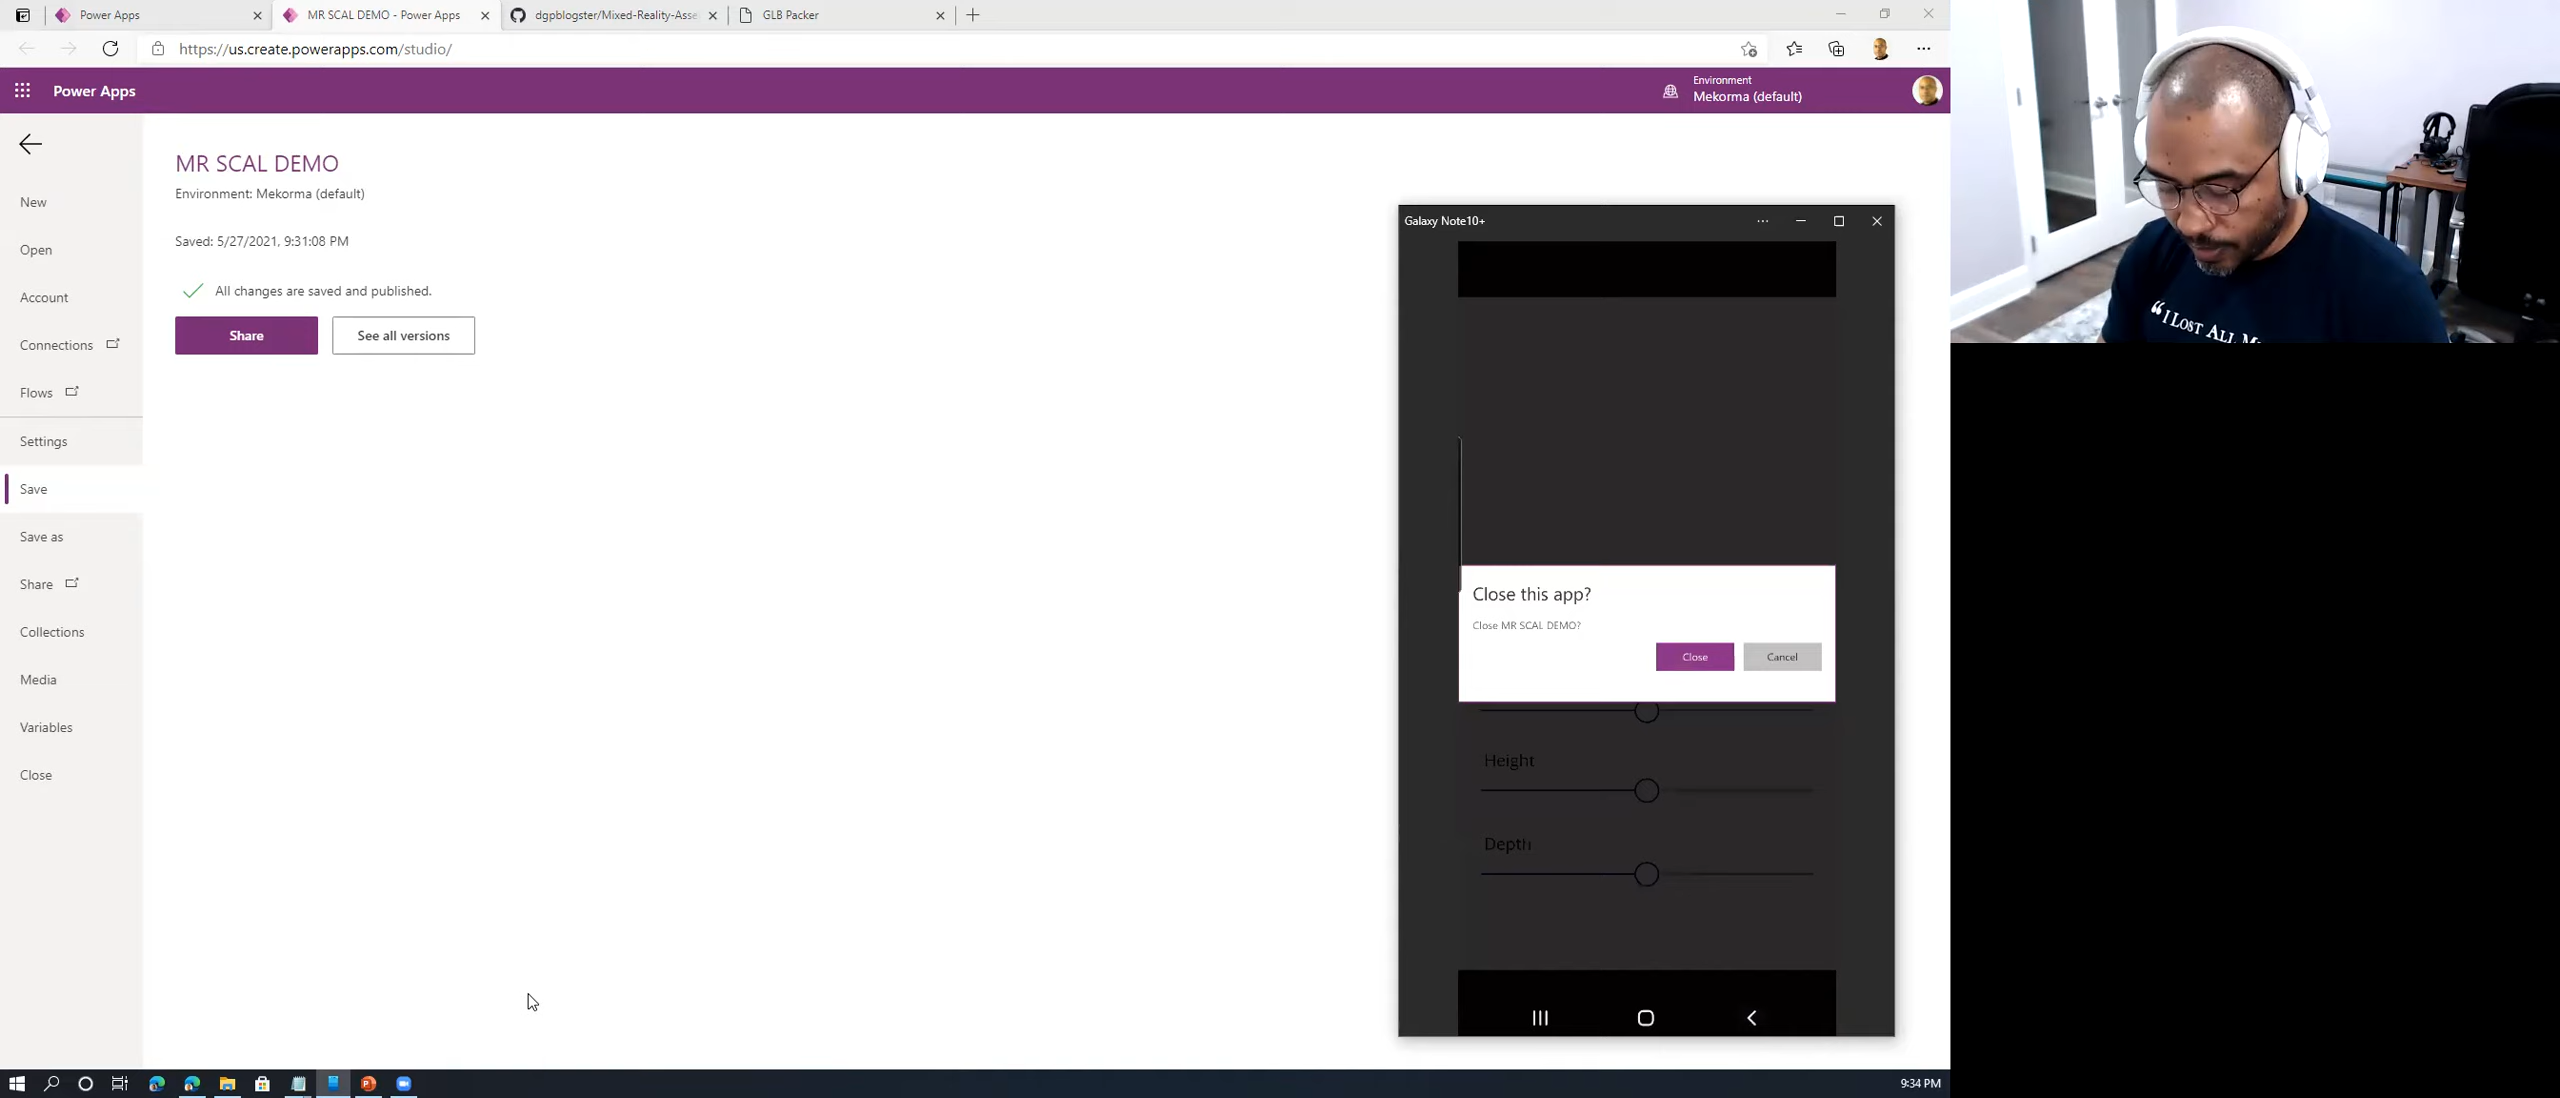 Power Apps
MR SCAL DEMO - Power Apps
dgpblogster/Mixed-Reality-Asse
GLB Packer
https://us.create.powerapps.com/studio/
Power Apps
Environment
Mekorma (default)
MR SCAL DEMO
Environment: Mekorma (default)
Saved: 5/27/2021, 9:31:08 PM
All changes are saved and published.
Share
See all versions
New
Open
Account
Connections
Flows
Settings
Save
Save as
Share
Collections
Media
Variables
Close
Galaxy Note10+
Close this app?
Close MR SCAL DEMO?
Close
Cancel
Height
Depth
9:34 PM
“I LOST ALL